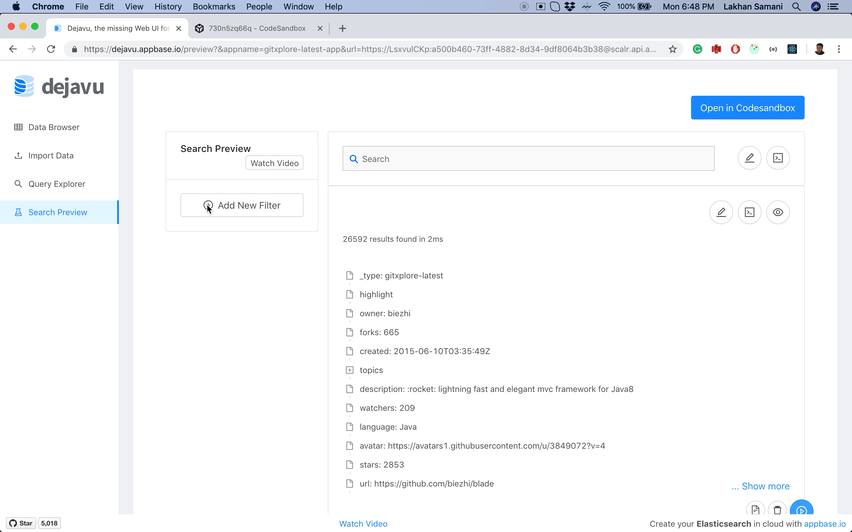 Chrome File Edit View History Bookmarks People Window Help 100% Mon 6:48 PM Lakhan Samani
Dejavu, the missing Web UI for
730n5zq66q - CodeSandbox
https://dejavu.appbase.io/preview?&appname=gitxplore-latest-app&url=https://LsxvulCKp:a500b460-73ff-4882-8d34-9df8064b3b38@scalr.api.a...
dejavu
Data Browser
Import Data
Query Explorer
Search Preview
Open in Codesandbox
Search Preview
Watch Video
Add New Filter
Search
26592 results found in 2ms
_type: gitxplore-latest
highlight
owner: biezhi
forks: 665
created: 2015-06-10T03:35:49Z
topics
description: :rocket: lightning fast and elegant mvc framework for Java8
watchers: 209
language: Java
avatar: https://avatars1.githubusercontent.com/u/3849072?v=4
stars: 2853
url: https://github.com/biezhi/blade
... Show more
Star 5,018
Watch Video
Create your Elasticsearch in cloud with appbase.io